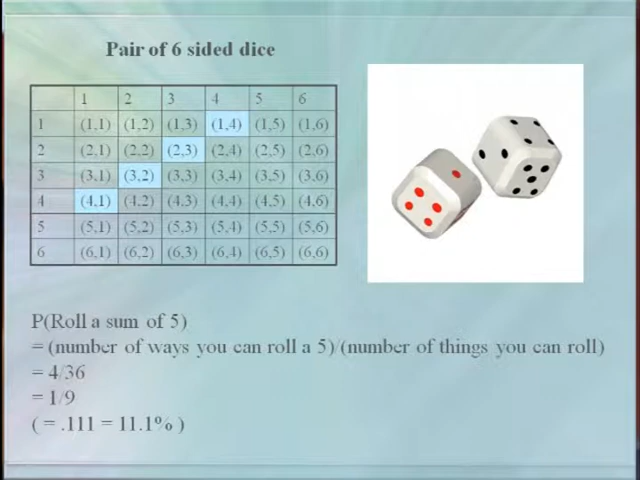 Pair of 6 sided dice
1 2 3 4 5 6
1 (1,1) (1,2) (1,3) (1,4) (1,5) (1,6)
2 (2,1) (2,2) (2,3) (2,4) (2,5) (2,6)
3 (3,1) (3,2) (3,3) (3,4) (3,5) (3,6)
4 (4,1) (4,2) (4,3) (4,4) (4,5) (4,6)
5 (5,1) (5,2) (5,3) (5,4) (5,5) (5,6)
6 (6,1) (6,2) (6,3) (6,4) (6,5) (6,6)
P(Roll a sum of 5)
= (number of ways you can roll a 5)/(number of things you can roll)
= 4/36
= 1/9
( = .111 = 11.1% )